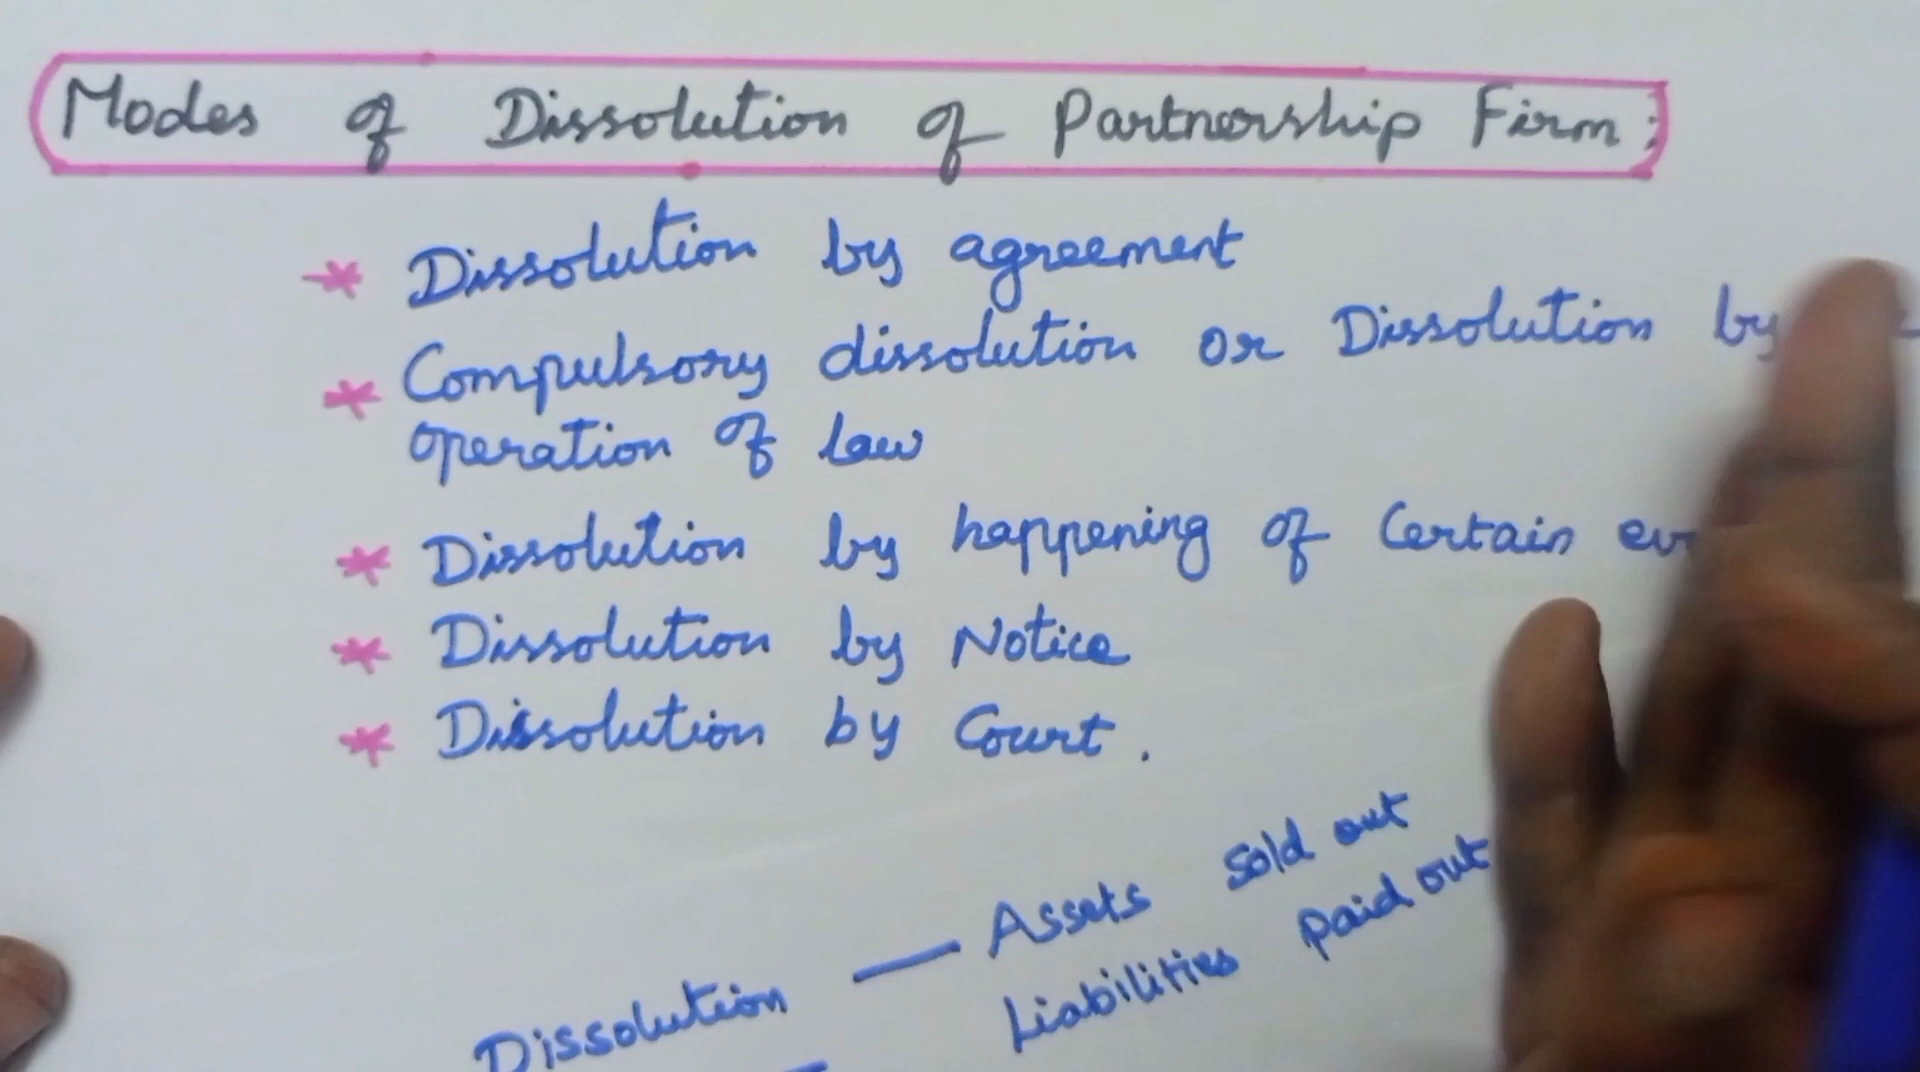 Modes of Dissolution of Partnership Firm:
* Dissolution by agreement
* Compulsory dissolution or Dissolution by
operation of law
* Dissolution by happening of Certain
* Dissolution by Notice
* Dissolution by Court.
Dissolution — Assets sold out
Liabilities paid out